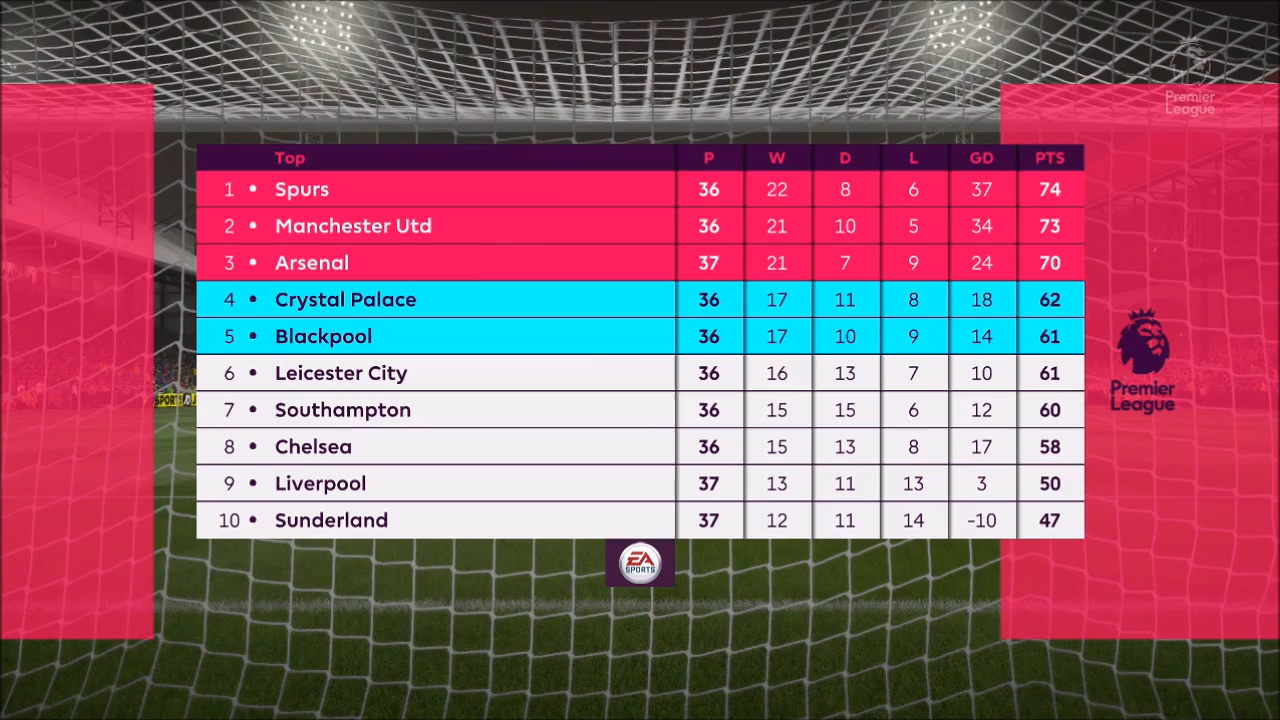 Premier
League
Top P W D L GD PTS
1 • Spurs 36 22 8 6 37 74
2 • Manchester Utd 36 21 10 5 34 73
3 • Arsenal 37 21 7 9 24 70
4 • Crystal Palace 36 17 11 8 18 62
5 • Blackpool 36 17 10 9 14 61
6 • Leicester City 36 16 13 7 10 61
7 • Southampton 36 15 15 6 12 60
8 • Chelsea 36 15 13 8 17 58
9 • Liverpool 37 13 11 13 3 50
10 • Sunderland 37 12 11 14 -10 47
Premier
League
EA
SPORTS